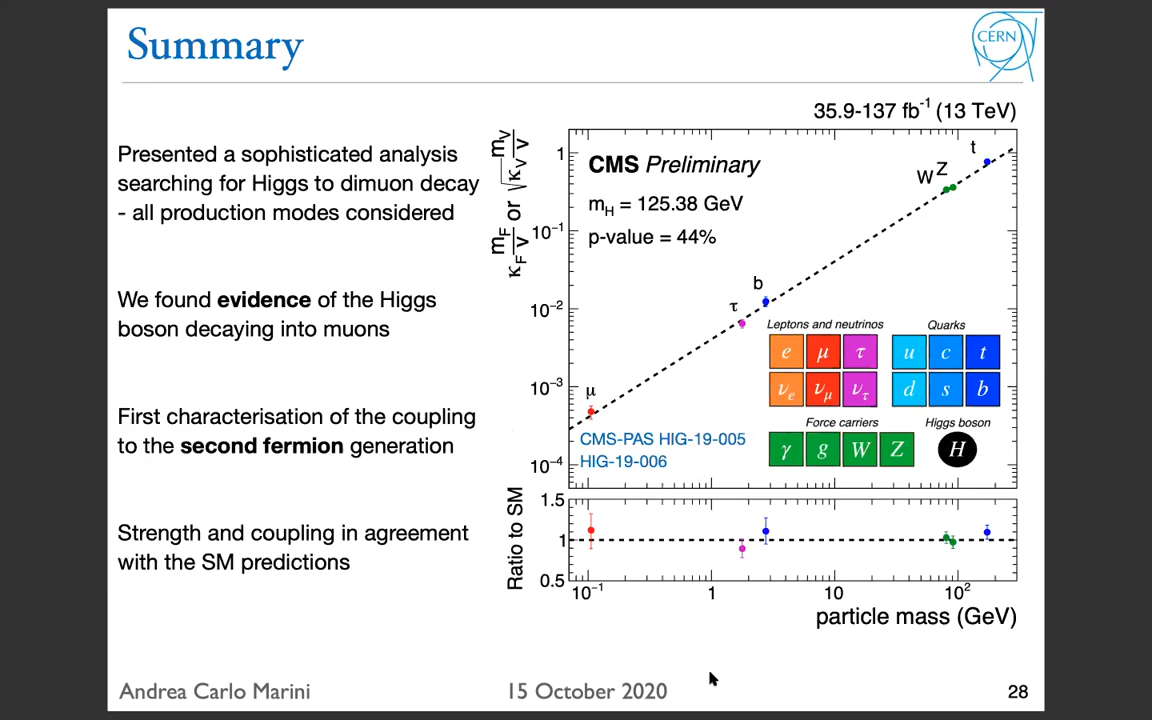 Summary
CERN
Presented a sophisticated analysis
searching for Higgs to dimuon decay
- all production modes considered
We found evidence of the Higgs
boson decaying into muons
First characterisation of the coupling
to the second fermion generation
Strength and coupling in agreement
with the SM predictions
35.9-137 fb⁻¹ (13 TeV)
κ_F m_F/v or √κ_V m_V/v
CMS Preliminary
m_H = 125.38 GeV
p-value = 44%
1
10⁻¹
10⁻²
10⁻³
10⁻⁴
μ
τ
b
W Z
t
Leptons and neutrinos
e μ τ
ν_e ν_μ ν_τ
Quarks
u c t
d s b
Force carriers
γ g W Z
Higgs boson
H
CMS-PAS HIG-19-005
HIG-19-006
Ratio to SM
1.5
1
0.5
10⁻¹ 1 10 10²
particle mass (GeV)
Andrea Carlo Marini
15 October 2020
28